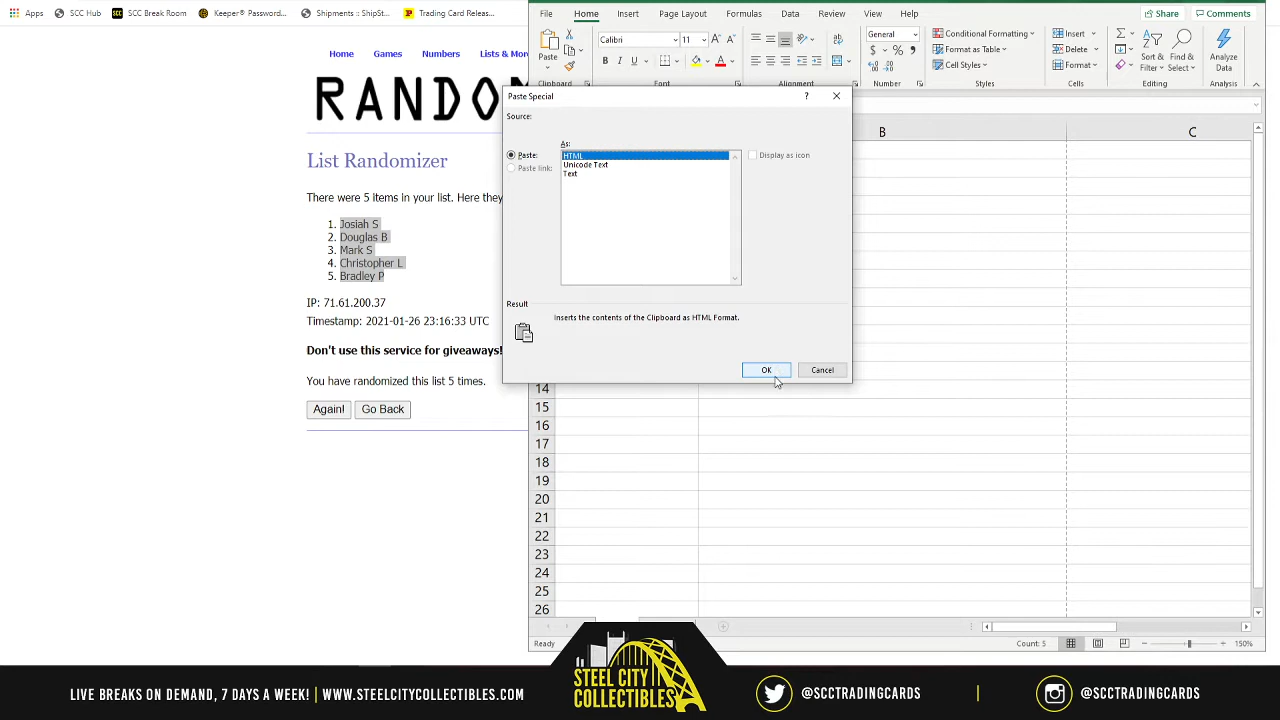 Apps SCC Hub SCC Break Room Keeper® Password... Shipments :: ShipSt... Trading Card Releas...
File Home Insert Page Layout Formulas Data Review View Help Share Comments
Home Games Numbers Lists & Mor
RANDO
List Randomizer
There were 5 items in your list. Here they
1. Josiah S
2. Douglas B
3. Mark S
4. Christopher L
5. Bradley P
IP: 71.61.200.37
Timestamp: 2021-01-26 23:16:33 UTC
Don't use this service for giveaways!
You have randomized this list 5 times.
Again! Go Back
Paste
Calibri 11
B I U
General
$ % 9
Conditional Formatting
Format as Table
Cell Styles
Insert
Delete
Format
Sort & Filter
Find & Select
Analyze Data
Clipboard Font Alignment Number Styles Cells Editing Analysis
Paste Special ?
Source:
As:
Paste:
Paste link:
HTML
Unicode Text
Text
Display as icon
Result
Inserts the contents of the Clipboard as HTML Format.
OK Cancel
B C
14
15
16
17
18
19
20
21
22
23
24
25
26
Ready Count: 5 150%
LIVE BREAKS ON DEMAND, 7 DAYS A WEEK! | WWW.STEELCITYCOLLECTIBLES.COM
STEEL CITY
COLLECTIBLES
@SCCTRADINGCARDS | @SCCTRADINGCARDS